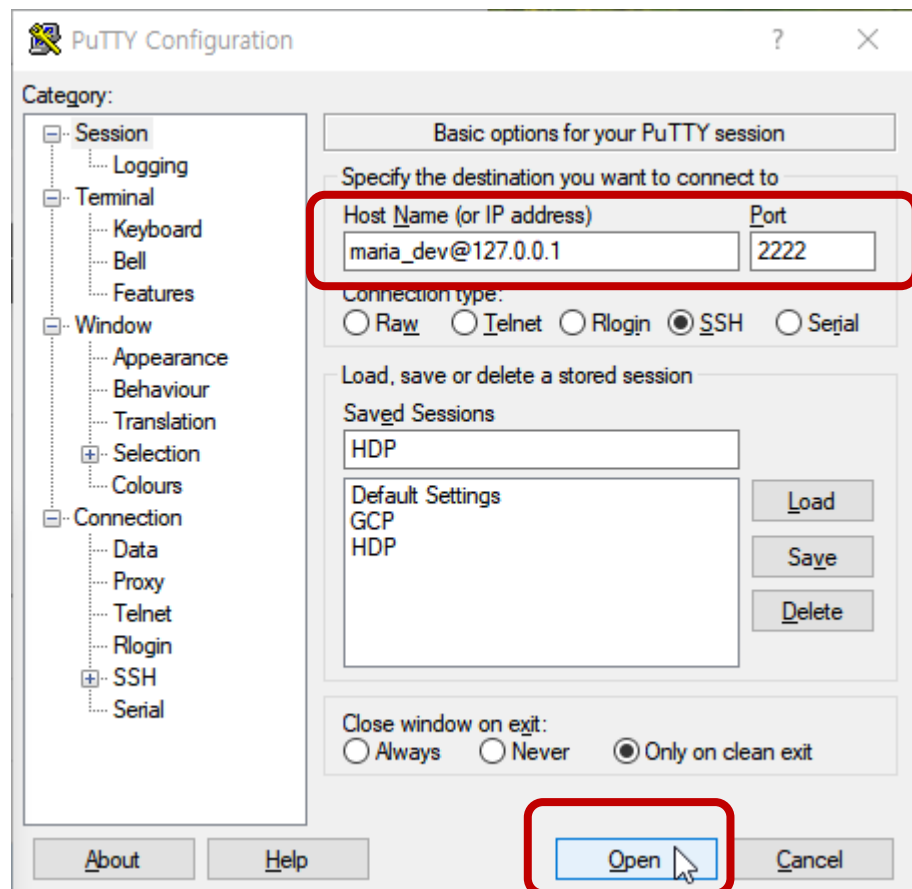 PuTTY Configuration
?
Category:
Session
Logging
Terminal
Keyboard
Bell
Features
Window
Appearance
Behaviour
Translation
Selection
Colours
Connection
Data
Proxy
Telnet
Rlogin
SSH
Serial
Basic options for your PuTTY session
Specify the destination you want to connect to
Host Name (or IP address) Port
maria_dev@127.0.0.1 2222
Connection type:
Raw Telnet Rlogin SSH Serial
Load, save or delete a stored session
Saved Sessions
HDP
Default Settings
GCP
HDP
Load
Save
Delete
Close window on exit:
Always Never Only on clean exit
About Help Open Cancel